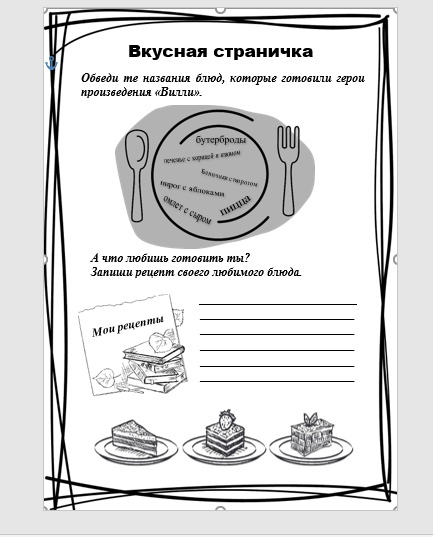 Вкусная страничка
Обведи те названия блюд, которые готовили герои
произведения «Вилли».
бутерброды
печенье с корицей и изюмом
Булочная с творогом
пирог с яблоками
омлет с сыром
пицца
А что любишь готовить ты?
Запиши рецепт своего любимого блюда.
Мои рецепты